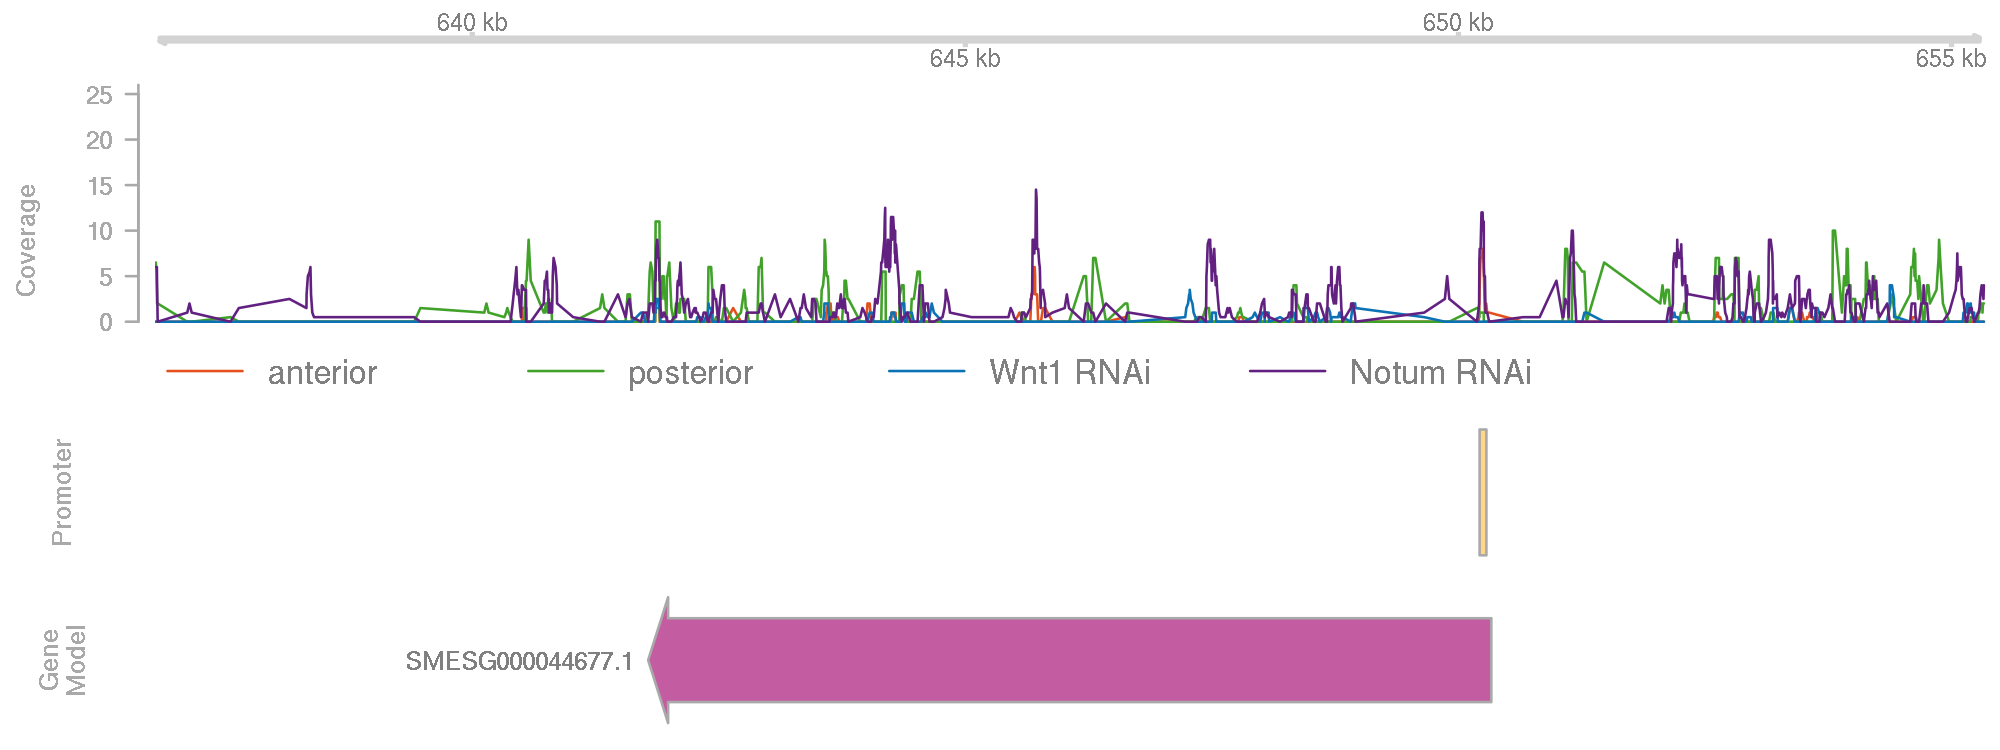 640 kb
650 kb
645 kb
655 kb
Coverage
25
20
15
10
5
0
anterior
posterior
Wnt1 RNAi
Notum RNAi
Promoter
Gene
Model
SMESG000044677.1